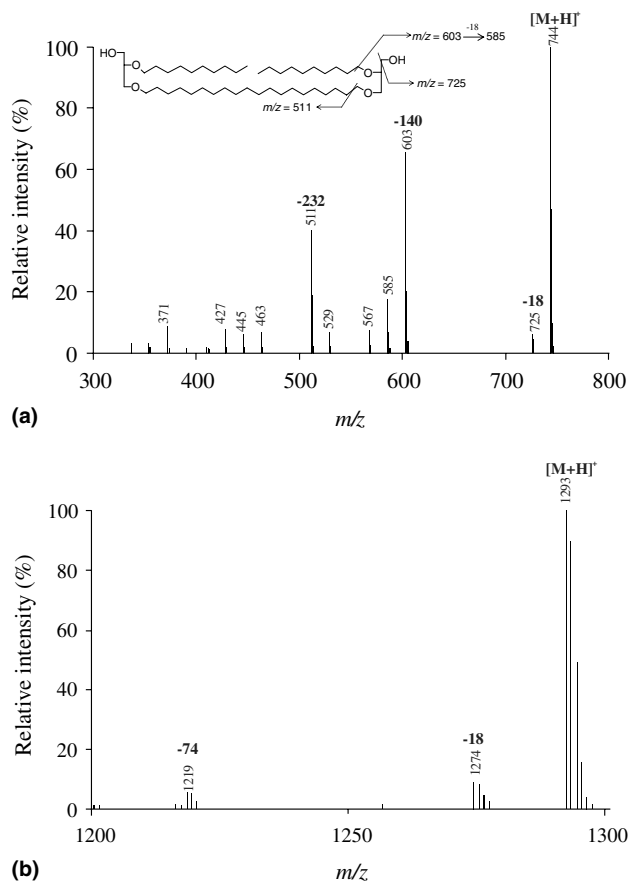 [M+H]⁺
m/z = 603 -18 585
744
100
HO
O
O
OH
m/z = 725
O
O
m/z = 511
80
-140
603
60
-232
511
40
Relative intensity (%)
20
371
427
445
463
529
567
585
-18
725
0
300 400 500 600 700 800
(a)
m/z
[M+H]⁺
1293
100
80
60
Relative intensity (%)
40
20
-74
1219
-18
1274
0
1200 1250 1300
(b)
m/z